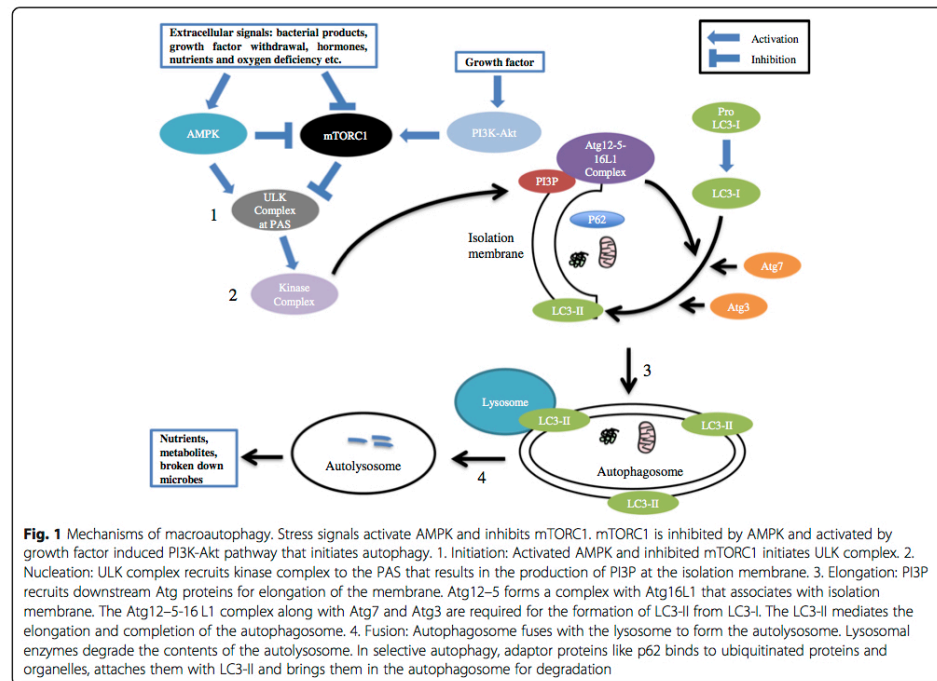 Extracellular signals: bacterial products,
growth factor withdrawal, hormones,
nutrients and oxygen deficiency etc.
Growth factor
Activation
Inhibition
AMPK
mTORC1
PI3K-Akt
Pro
LC3-I
Atg12-5-
16L1
Complex
PI3P
LC3-I
1
ULK
Complex
at PAS
P62
Isolation
membrane
Atg7
2
Kinase
Complex
LC3-II
Atg3
3
Lysosome
LC3-II
LC3-II
Nutrients,
metabolites,
broken down
microbes
Autolysosome
4
Autophagosome
LC3-II
Fig. 1 Mechanisms of macroautophagy. Stress signals activate AMPK and inhibits mTORC1. mTORC1 is inhibited by AMPK and activated by
growth factor induced PI3K-Akt pathway that initiates autophagy. 1. Initiation: Activated AMPK and inhibited mTORC1 initiates ULK complex. 2.
Nucleation: ULK complex recruits kinase complex to the PAS that results in the production of PI3P at the isolation membrane. 3. Elongation: PI3P
recruits downstream Atg proteins for elongation of the membrane. Atg12–5 forms a complex with Atg16L1 that associates with isolation
membrane. The Atg12–5-16 L1 complex along with Atg7 and Atg3 are required for the formation of LC3-II from LC3-I. The LC3-II mediates the
elongation and completion of the autophagosome. 4. Fusion: Autophagosome fuses with the lysosome to form the autolysosome. Lysosomal
enzymes degrade the contents of the autolysosome. In selective autophagy, adaptor proteins like p62 binds to ubiquitinated proteins and
organelles, attaches them with LC3-II and brings them in the autophagosome for degradation